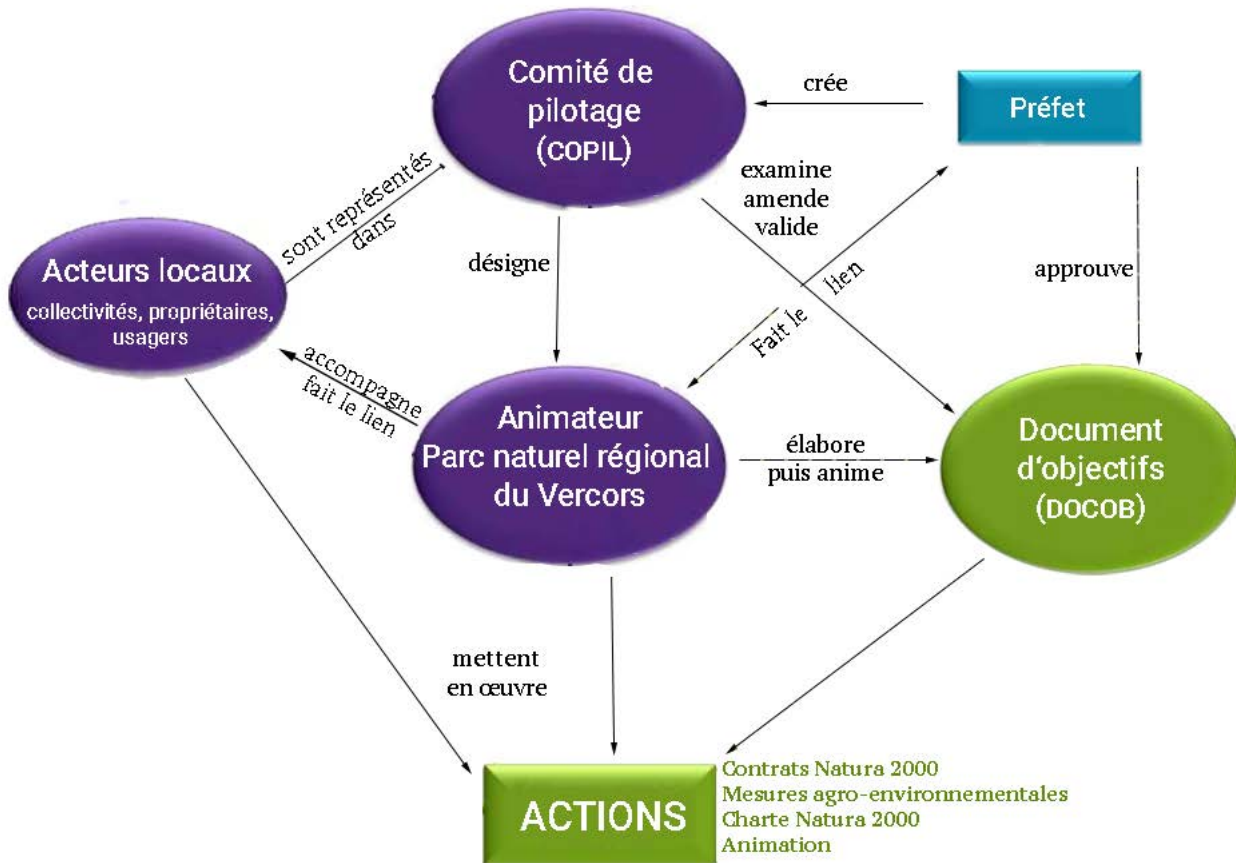 Comité de
pilotage
(COPIL)
crée
Préfet
examine
amende
valide
sont représentés
dans
Acteurs locaux
collectivités, propriétaires,
usagers
désigne
Fait le lien
approuve
accompagne
fait le lien
Animateur
Parc naturel régional
du Vercors
élabore
puis anime
Document
d'objectifs
(DOCOB)
mettent
en œuvre
ACTIONS
Contrats Natura 2000
Mesures agro-environnementales
Charte Natura 2000
Animation